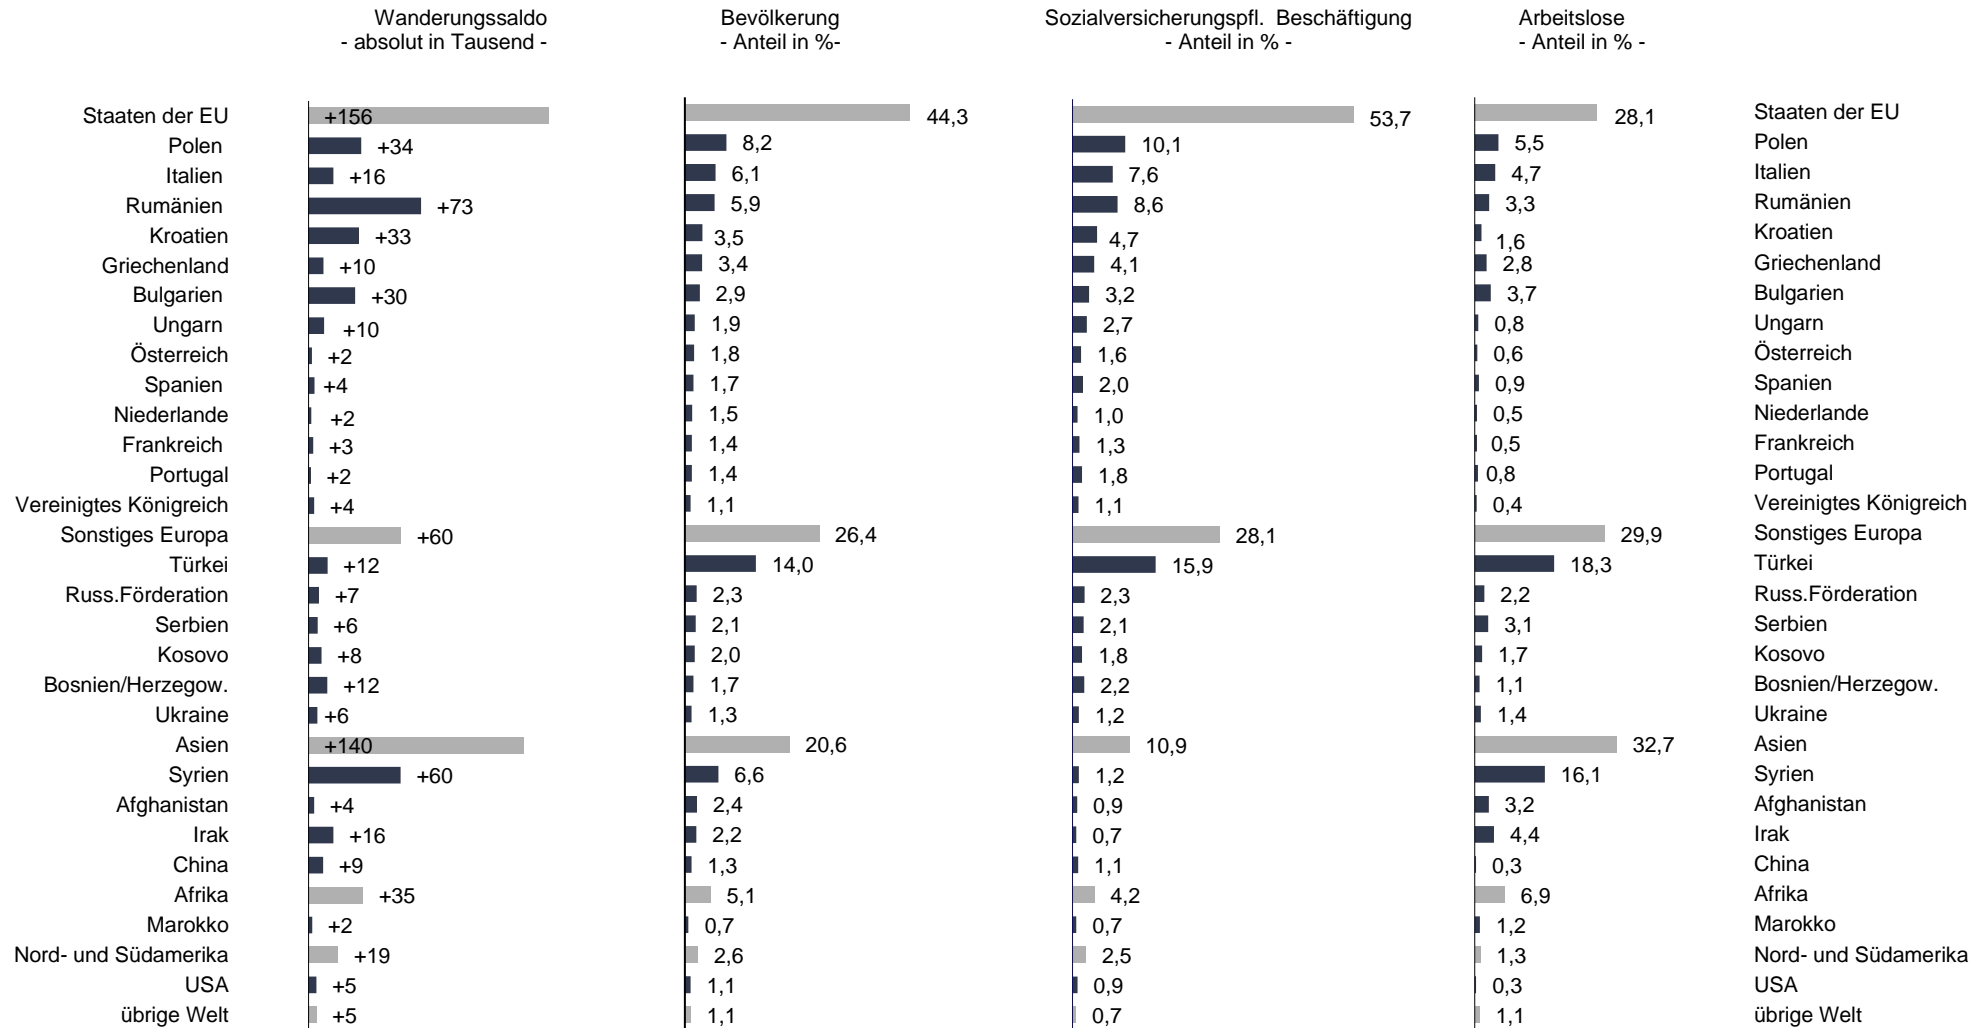 Wanderungssaldo Bevölkerung Sozialversicherungspfl. Beschäftigung Arbeitslose
- absolut in Tausend - - Anteil in %- - Anteil in % - - Anteil in % -
Staaten der EU +156 44,3 53,7 28,1 Staaten der EU
Polen +34 8,2 10,1 5,5 Polen
Italien +16 6,1 7,6 4,7 Italien
Rumänien +73 5,9 8,6 3,3 Rumänien
Kroatien +33 3,5 4,7 1,6 Kroatien
Griechenland +10 3,4 4,1 2,8 Griechenland
Bulgarien +30 2,9 3,2 3,7 Bulgarien
Ungarn +10 1,9 2,7 0,8 Ungarn
Österreich +2 1,8 1,6 0,6 Österreich
Spanien +4 1,7 2,0 0,9 Spanien
Niederlande +2 1,5 1,0 0,5 Niederlande
Frankreich +3 1,4 1,3 0,5 Frankreich
Portugal +2 1,4 1,8 0,8 Portugal
Vereinigtes Königreich +4 1,1 1,1 0,4 Vereinigtes Königreich
Sonstiges Europa +60 26,4 28,1 29,9 Sonstiges Europa
Türkei +12 14,0 15,9 18,3 Türkei
Russ.Förderation +7 2,3 2,3 2,2 Russ.Förderation
Serbien +6 2,1 2,1 3,1 Serbien
Kosovo +8 2,0 1,8 1,7 Kosovo
Bosnien/Herzegow. +12 1,7 2,2 1,1 Bosnien/Herzegow.
Ukraine +6 1,3 1,2 1,4 Ukraine
Asien +140 20,6 10,9 32,7 Asien
Syrien +60 6,6 1,2 16,1 Syrien
Afghanistan +4 2,4 0,9 3,2 Afghanistan
Irak +16 2,2 0,7 4,4 Irak
China +9 1,3 1,1 0,3 China
Afrika +35 5,1 4,2 6,9 Afrika
Marokko +2 0,7 0,7 1,2 Marokko
Nord- und Südamerika +19 2,6 2,5 1,3 Nord- und Südamerika
USA +5 1,1 0,9 0,3 USA
übrige Welt +5 1,1 0,7 1,1 übrige Welt